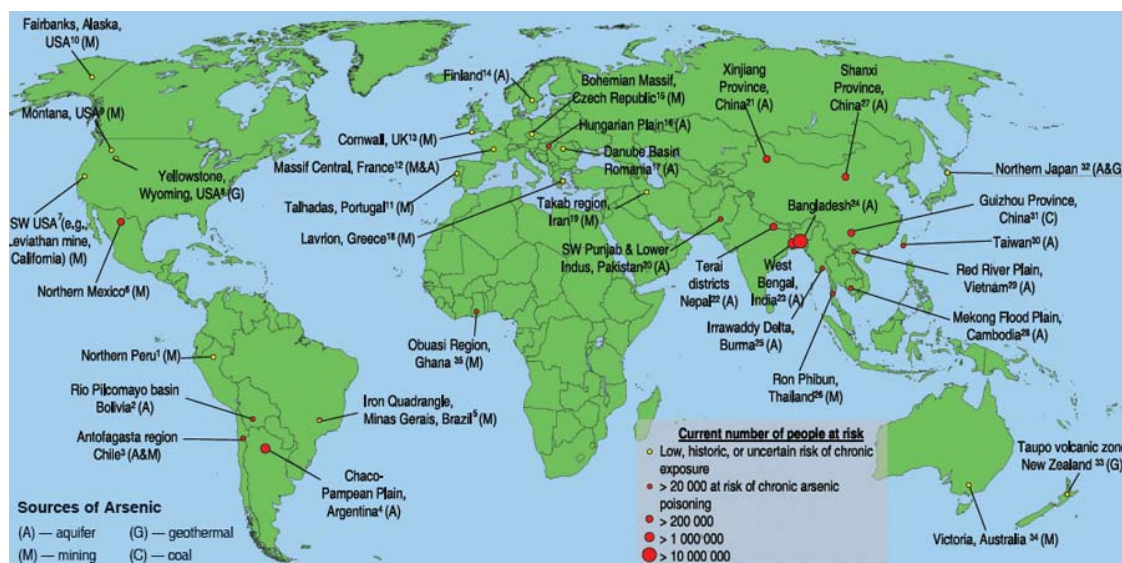 Fairbanks, Alaska,
USA¹⁰ (M)
Montana, USA⁹ (M)
Yellowstone,
Wyoming, USA⁸ (G)
SW USA⁷(e.g.,
Leviathan mine,
California) (M)
Northern Mexico⁶ (M)
Northern Peru¹ (M)
Rio Pilcomayo basin
Bolivia² (A)
Antofagasta region
Chile³ (A&M)
Chaco-
Pampean Plain,
Argentina⁴ (A)
Iron Quadrangle,
Minas Gerais, Brazil⁵ (M)
Finland¹⁴ (A)
Bohemian Massif,
Czech Republic¹⁵ (M)
Cornwall, UK¹³ (M)
Hungarian Plain¹⁶ (A)
Massif Central, France¹² (M&A)
Danube Basin
Romania¹⁷ (A)
Talhadas, Portugal¹¹ (M)
Takab region,
Iran¹⁹ (M)
Lavrion, Greece¹⁸ (M)
SW Punjab & Lower
Indus, Pakistan²⁰ (A)
Obuasi Region,
Ghana ³⁵ (M)
Xinjiang
Province,
China²¹ (A)
Shanxi
Province,
China²⁷ (A)
Northern Japan ³² (A&G)
Bangladesh²⁴ (A)
Guizhou Province,
China³¹ (C)
Taiwan³⁰ (A)
Terai
districts
Nepal²² (A)
West
Bengal,
India²³ (A)
Red River Plain,
Vietnam²⁹ (A)
Irrawaddy Delta,
Burma²⁵ (A)
Mekong Flood Plain,
Cambodia²⁸ (A)
Ron Phibun,
Thailand²⁶ (M)
Taupo volcanic zone
New Zealand ³³ (G)
Victoria, Australia ³⁴ (M)
Current number of people at risk
Low, historic, or uncertain risk of chronic
exposure
> 20 000 at risk of chronic arsenic
poisoning
> 200 000
> 1 000 000
> 10 000 000
Sources of Arsenic
(A) — aquifer (G) — geothermal
(M) — mining (C) — coal